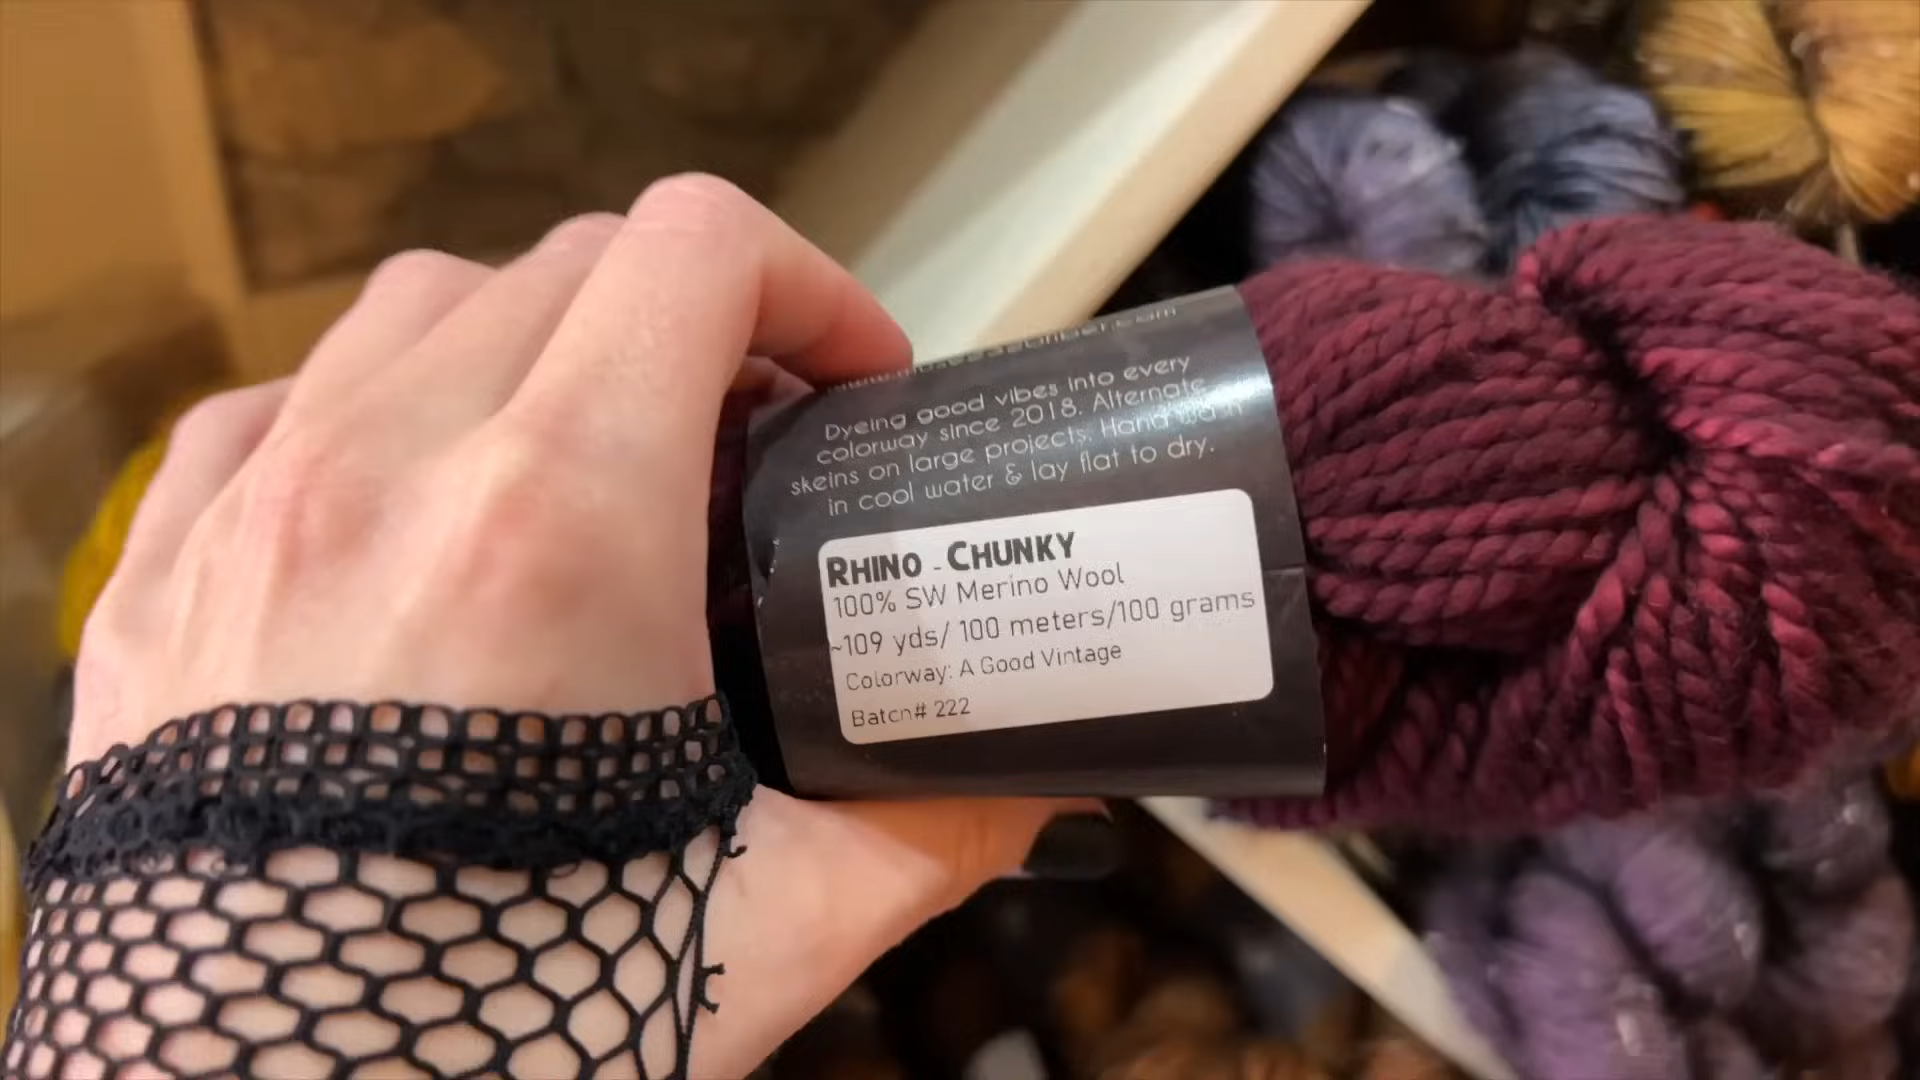 Dyeing good vibes into every
colorway since 2018. Alternate
skeins on large projects. Hand wash
in cool water & lay flat to dry.
RHINO - CHUNKY
100% SW Merino Wool
~109 yds/ 100 meters/100 grams
Colorway: A Good Vintage
Batch# 222